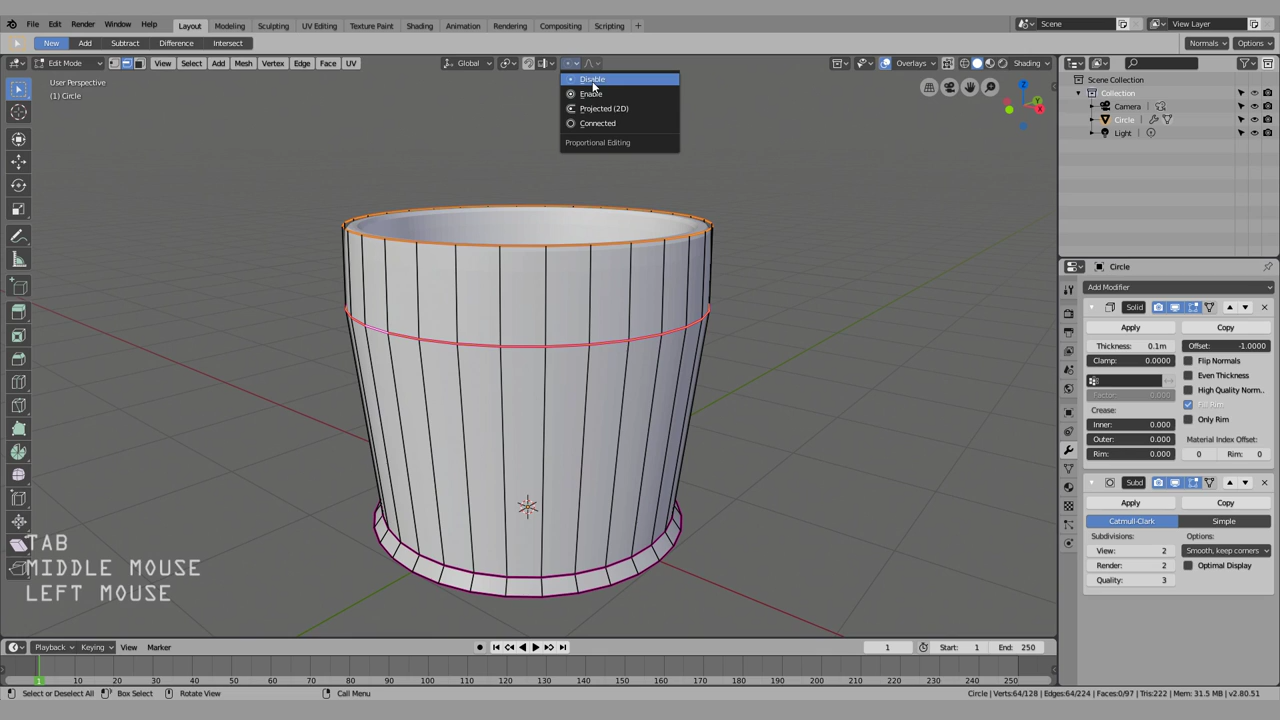 File Edit Render Window Help Layout Modeling Sculpting UV Editing Texture Paint Shading Animation Rendering Compositing Scripting + Scene View Layer
New Add Subtract Difference Intersect Normals Options
Edit Mode View Select Add Mesh Vertex Edge Face UV Global Overlays Shading
User Perspective
(1) Circle
Disable
Enable
Projected (2D)
Connected
Proportional Editing
Scene Collection
Collection
Camera
Circle
Light
Circle
Add Modifier
Solid
Apply Copy
Thickness: 0.1m Offset: -1.0000
Clamp: 0.0000 Flip Normals
Even Thickness
High Quality Norm..
Factor: 0.000 Fill Rim
Crease: Only Rim
Inner: 0.000
Outer: 0.000 Material Index Offset:
Rim: 0.000 0 Rim: 0
Subd
Apply Copy
Catmull-Clark Simple
Subdivisions: Options:
View: 2 Smooth, keep corners
Render: 2 Optimal Display
Quality: 3
TAB
MIDDLE MOUSE
LEFT MOUSE
Playback Keying View Marker 1 Start: 1 End: 250
1 10 20 30 40 50 60 70 80 90 100 110 120 130 140 150 160 170 180 190 200 210 220 230 240 250
Select or Deselect All Box Select Rotate View Call Menu Circle | Verts:64/128 | Edges:64/224 | Faces:0/97 | Tris:222 | Mem: 31.5 MB | v2.80.51